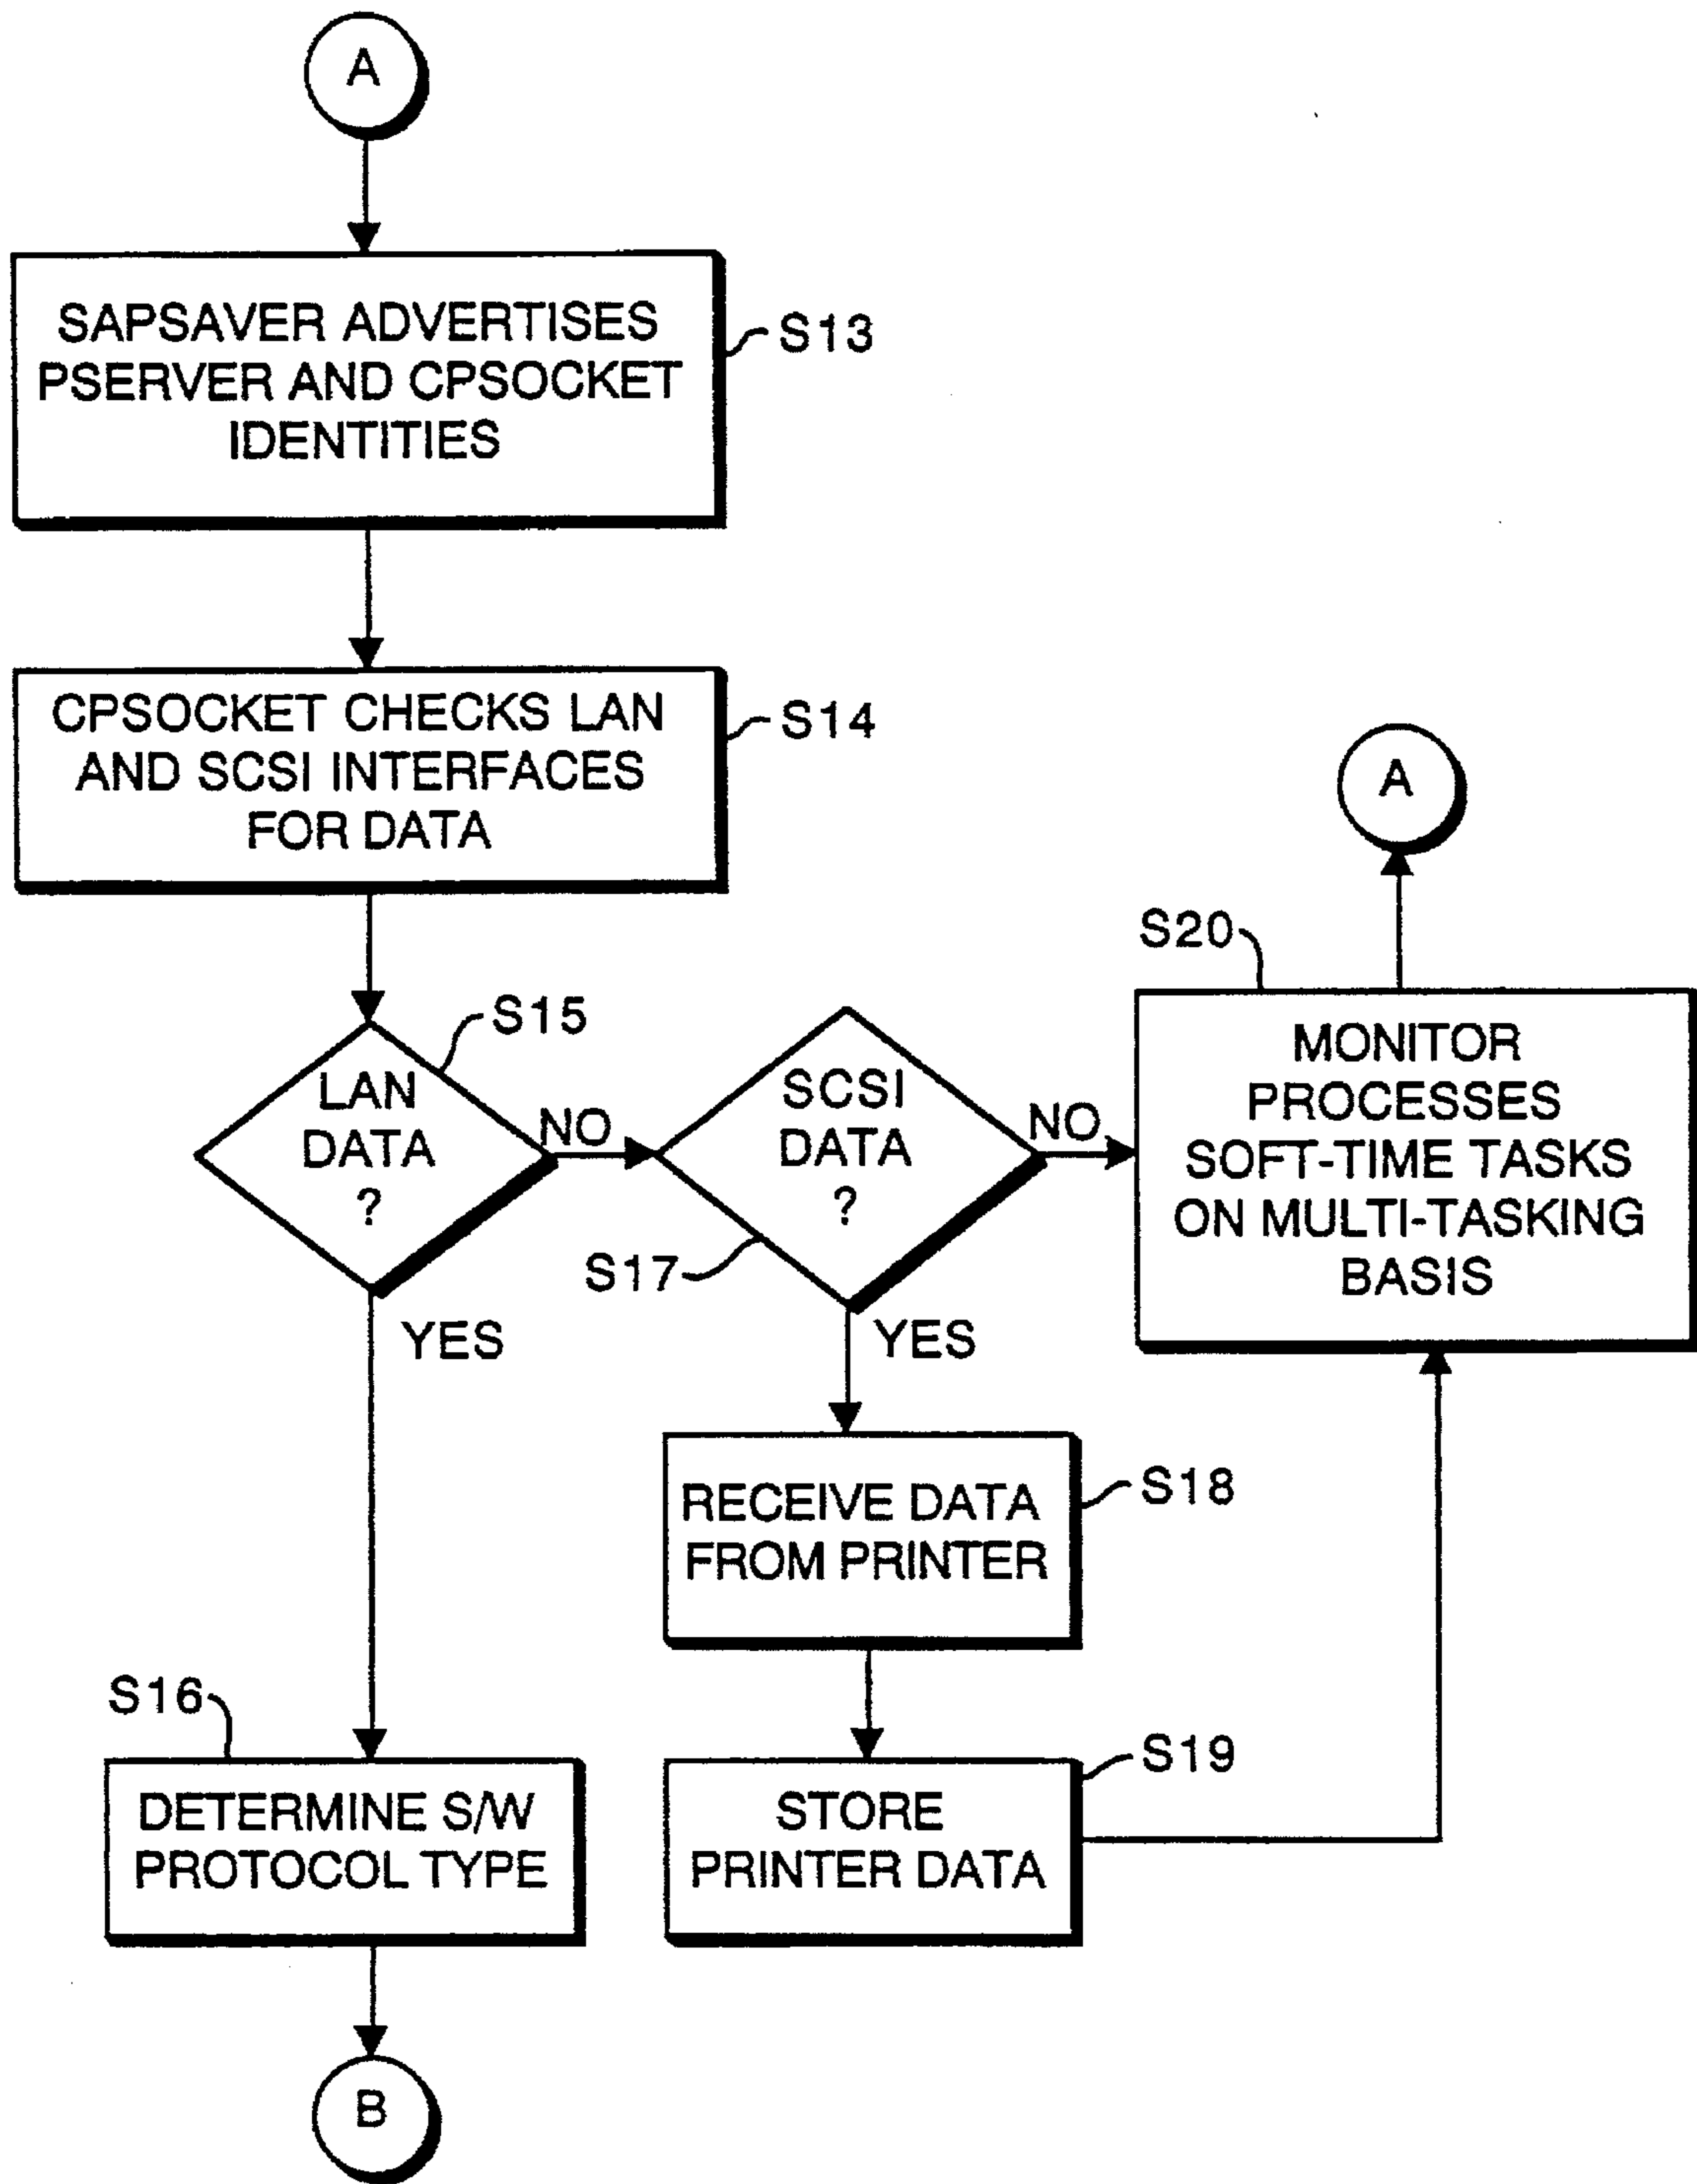 A
SAPSAVER ADVERTISES
PSERVER AND CPSOCKET
IDENTITIES
S13
CPSOCKET CHECKS LAN
AND SCSI INTERFACES
FOR DATA
S14
A
S20
MONITOR
PROCESSES
SOFT-TIME TASKS
ON MULTI-TASKING
BASIS
S15
LAN
DATA
?
NO
YES
SCSI
DATA
?
NO
S17
YES
RECEIVE DATA
FROM PRINTER
S18
S16
DETERMINE S/W
PROTOCOL TYPE
STORE
PRINTER DATA
S19
B